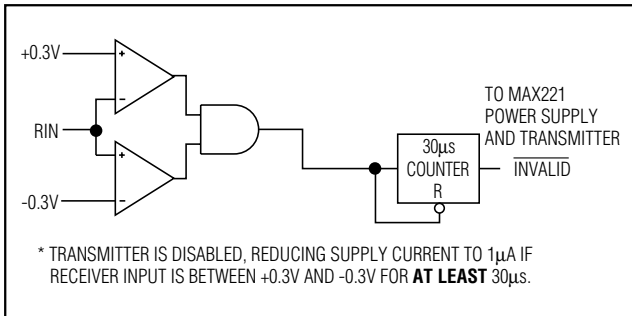 +0.3V
+
-
RIN
+
-
-0.3V
30μs
COUNTER
R
TO MAX221
POWER SUPPLY
AND TRANSMITTER
INVALID
* TRANSMITTER IS DISABLED, REDUCING SUPPLY CURRENT TO 1μA IF
RECEIVER INPUT IS BETWEEN +0.3V AND -0.3V FOR AT LEAST 30μs.